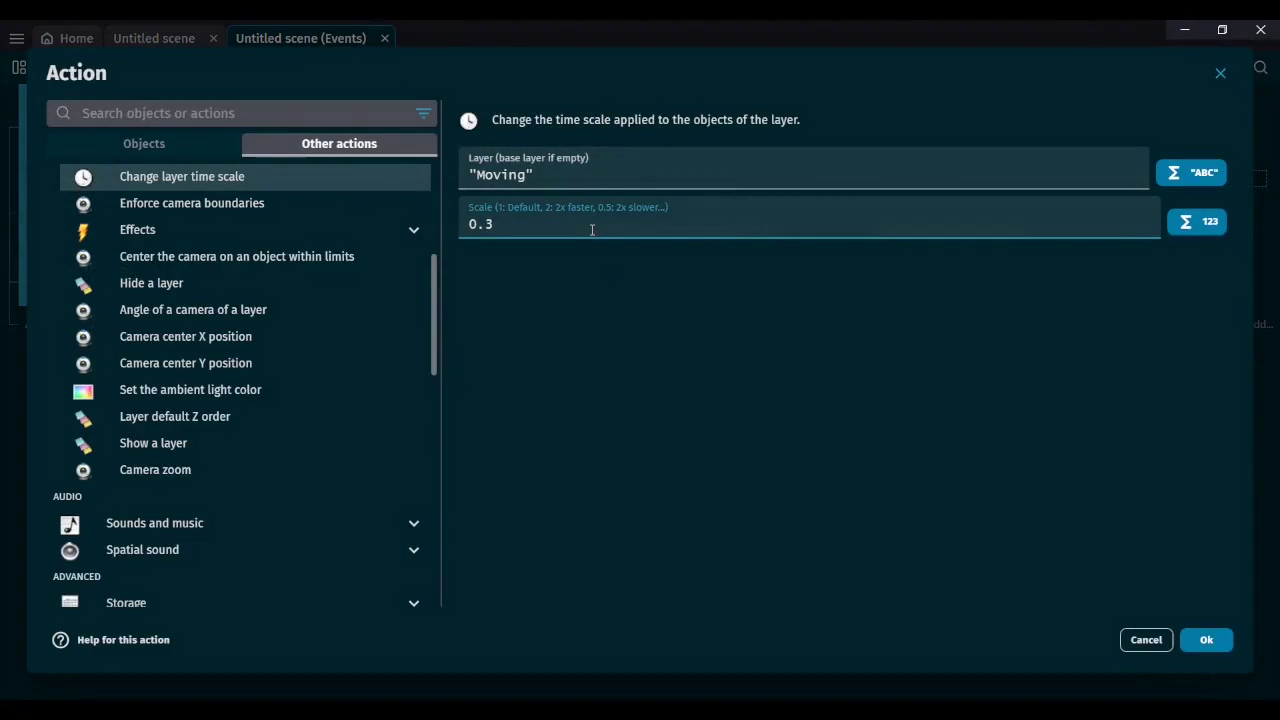 Home
Untitled scene
Untitled scene (Events)
Action
Search objects or actions
Objects
Other actions
Change layer time scale
Enforce camera boundaries
Effects
Center the camera on an object within limits
Hide a layer
Angle of a camera of a layer
Camera center X position
Camera center Y position
Set the ambient light color
Layer default Z order
Show a layer
Camera zoom
AUDIO
Sounds and music
Spatial sound
ADVANCED
Storage
Help for this action
Change the time scale applied to the objects of the layer.
Layer (base layer if empty)
"Moving"
Σ "ABC"
Scale (1: Default, 2: 2x faster, 0.5: 2x slower...)
0.3
Σ 123
Cancel
Ok